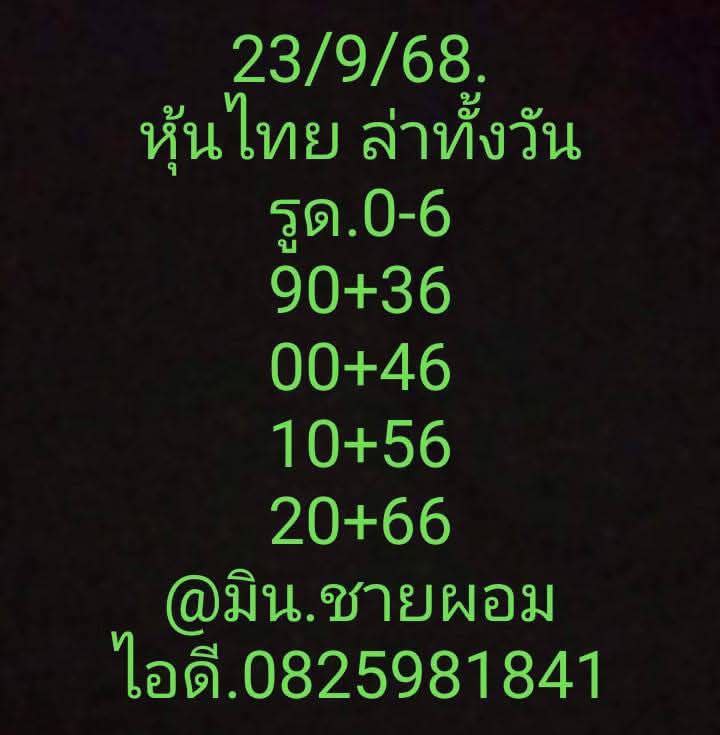 23/9/68.
หุ้นไทย ล่าทั้งวัน
รูด.0-6
90+36
00+46
10+56
20+66
@มิน.ชายผอม
ไอดี.0825981841